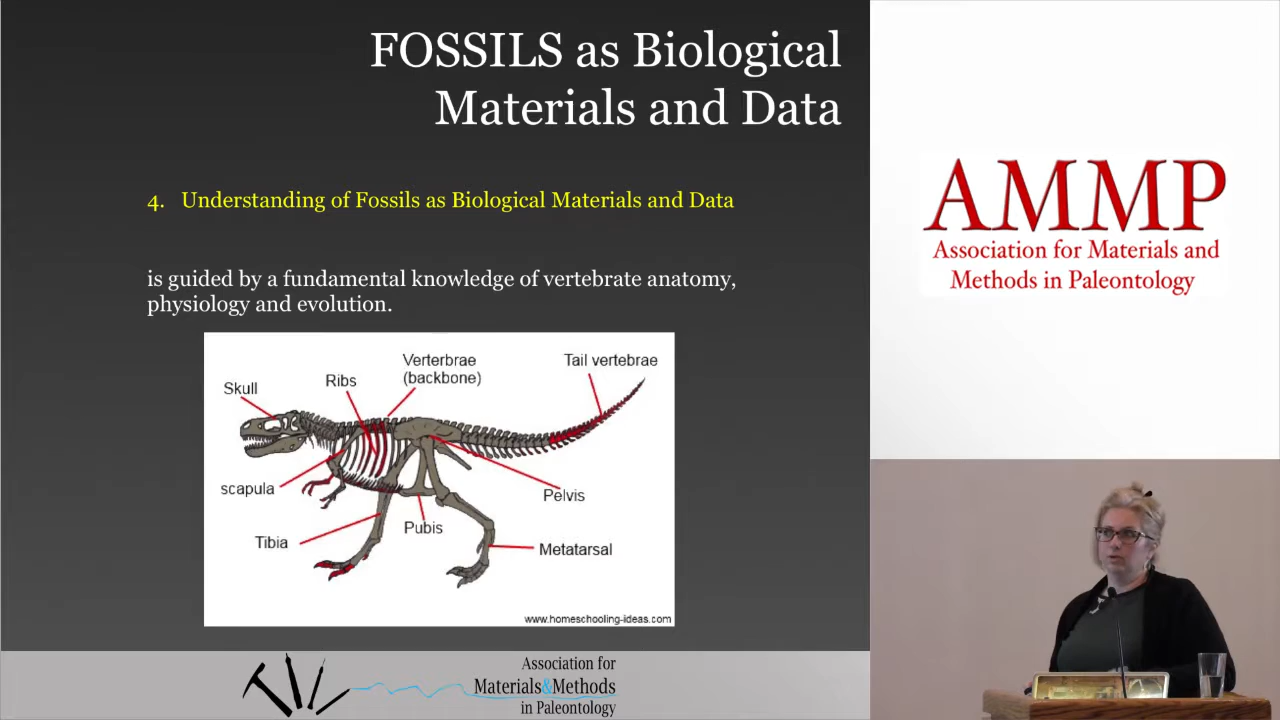 FOSSILS as Biological
Materials and Data
4. Understanding of Fossils as Biological Materials and Data
is guided by a fundamental knowledge of vertebrate anatomy,
physiology and evolution.
Skull
Ribs
Verterbrae
(backbone)
Tail vertebrae
scapula
Pelvis
Tibia
Pubis
Metatarsal
www.homeschooling-ideas.com
Association for
Materials&Methods
in Paleontology
AMMP
Association for Materials and
Methods in Paleontology